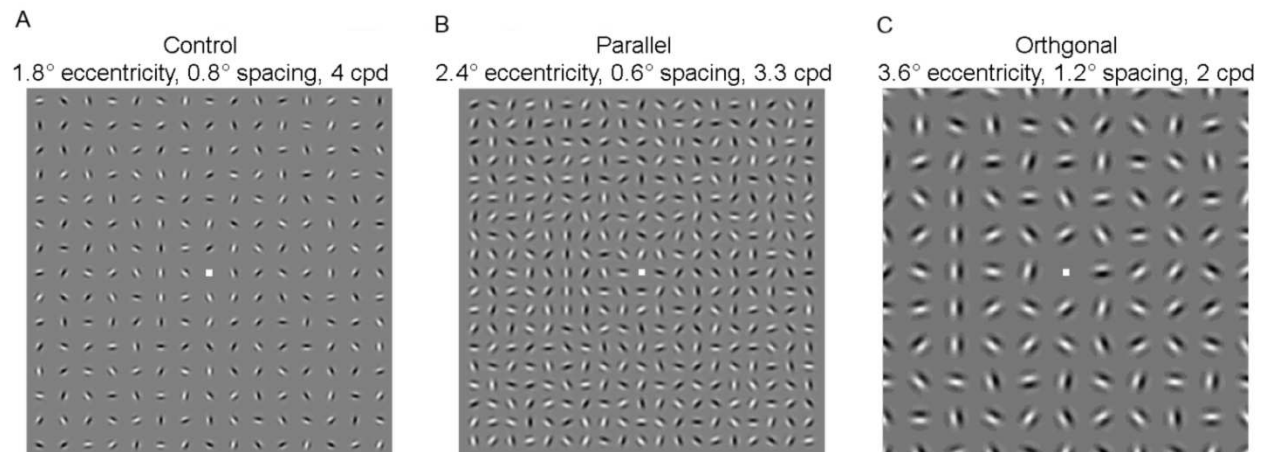 A
Control
1.8° eccentricity, 0.8° spacing, 4 cpd
B
Parallel
2.4° eccentricity, 0.6° spacing, 3.3 cpd
C
Orthgonal
3.6° eccentricity, 1.2° spacing, 2 cpd